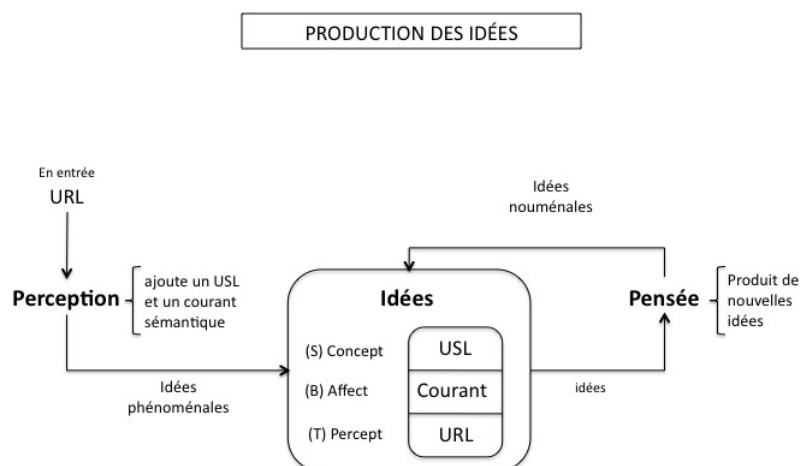 PRODUCTION DES IDÉES
En entrée
URL
Perception
ajoute un USL
et un courant
sémantique
Idées
phénoménales
Idées
(S) Concept
USL
(B) Affect
Courant
(T) Percept
URL
Idées
nouménales
idées
Pensée
Produit de
nouvelles
idées